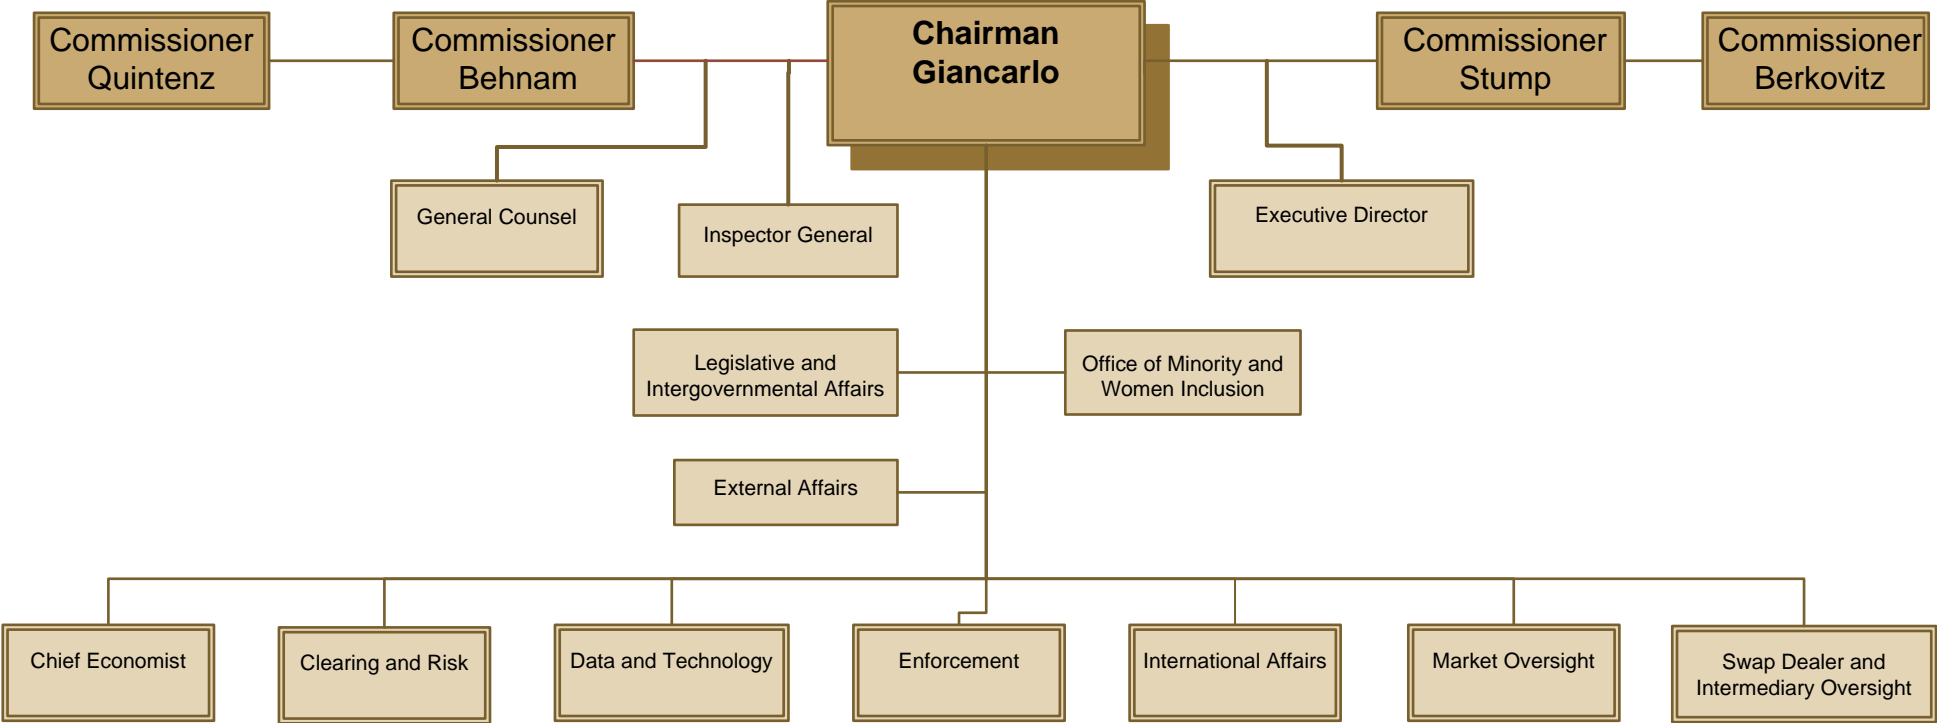 Commissioner
Quintenz
Commissioner
Behnam
Chairman
Giancarlo
Commissioner
Stump
Commissioner
Berkovitz
General Counsel
Inspector General
Executive Director
Legislative and
Intergovernmental Affairs
Office of Minority and
Women Inclusion
External Affairs
Chief Economist
Clearing and Risk
Data and Technology
Enforcement
International Affairs
Market Oversight
Swap Dealer and
Intermediary Oversight